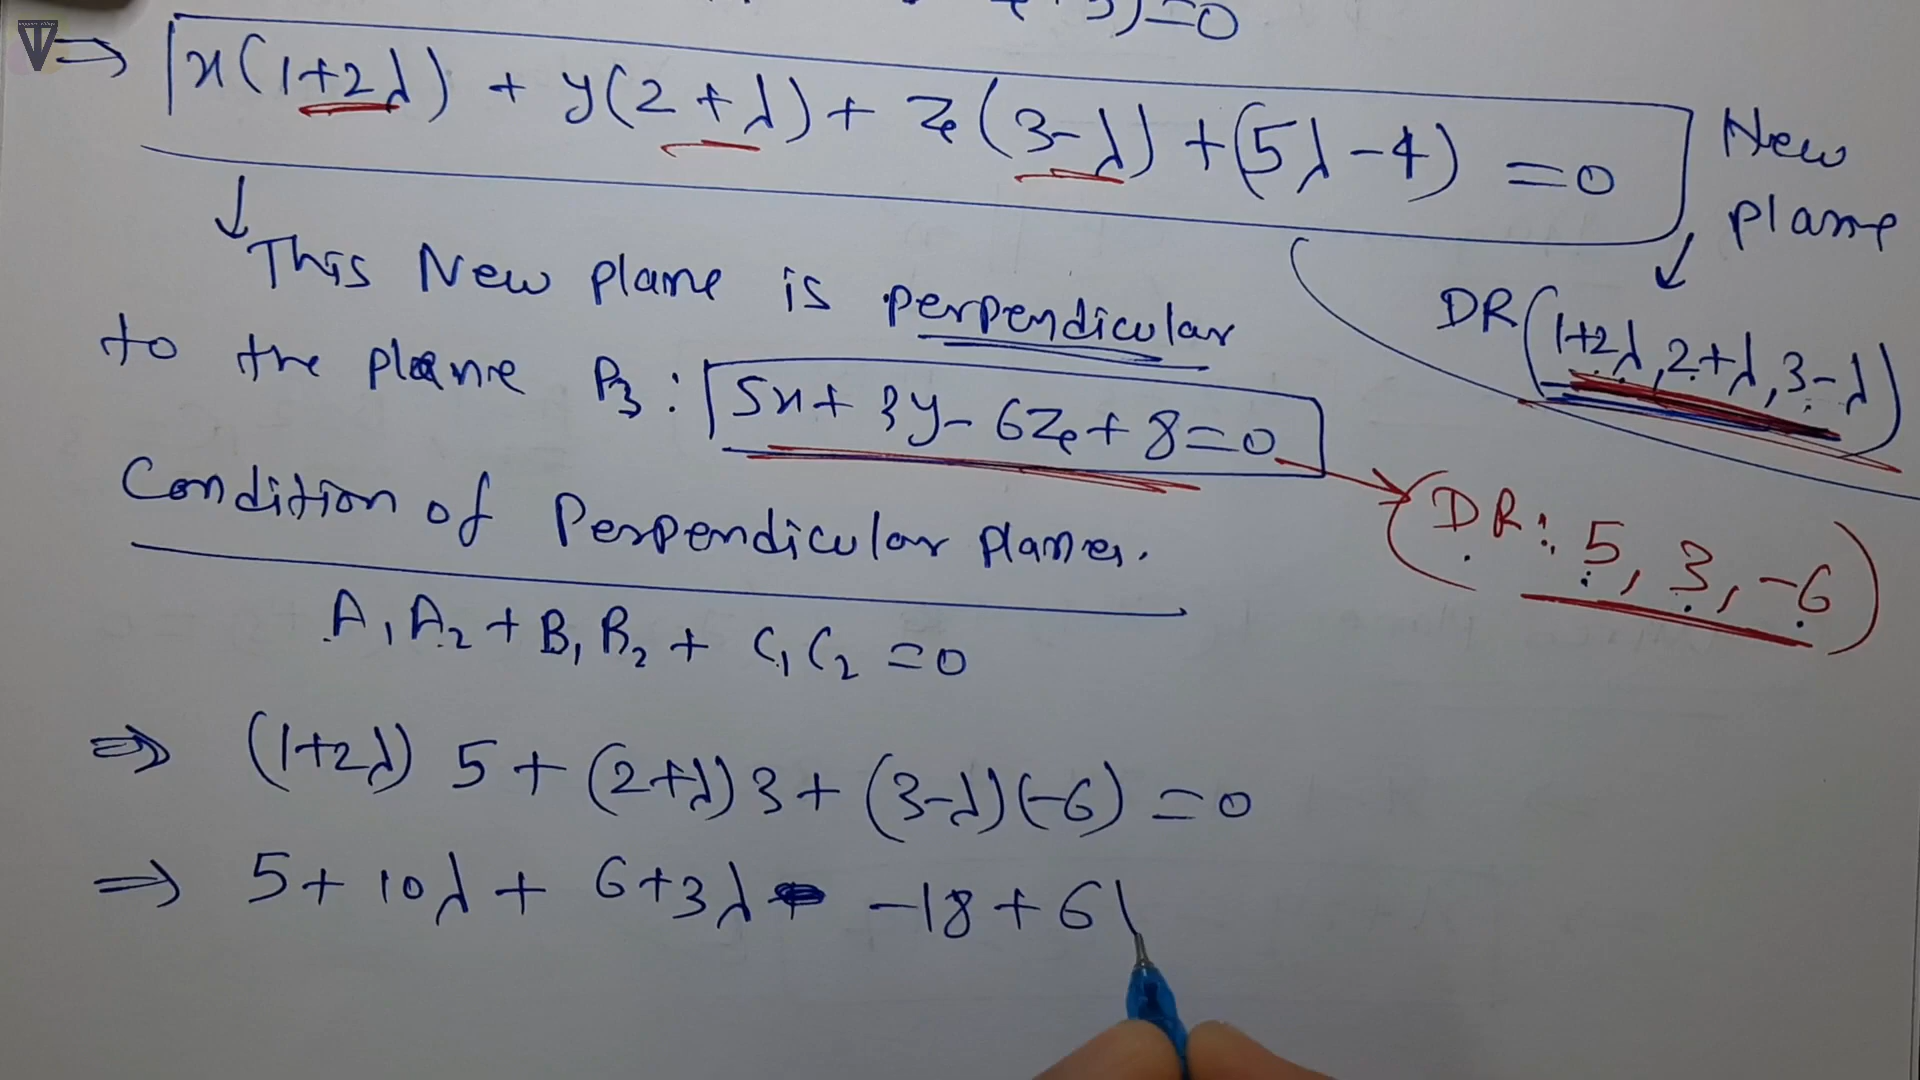 +3)=0
⇒ x(1+2λ) + y(2+λ) + z(3-λ) + (5λ-4) = 0
New plane
↓ This New plane is perpendicular
DR(1+2λ, 2+λ, 3-λ)
to the plane P3: 5x + 3y - 6z + 8 = 0
(DR: 5, 3, -6)
Condition of Perpendicular planes.
A₁A₂ + B₁B₂ + C₁C₂ = 0
⇒ (1+2λ) 5 + (2+λ) 3 + (3-λ)(-6) = 0
⇒ 5 + 10λ + 6 + 3λ -18 + 6